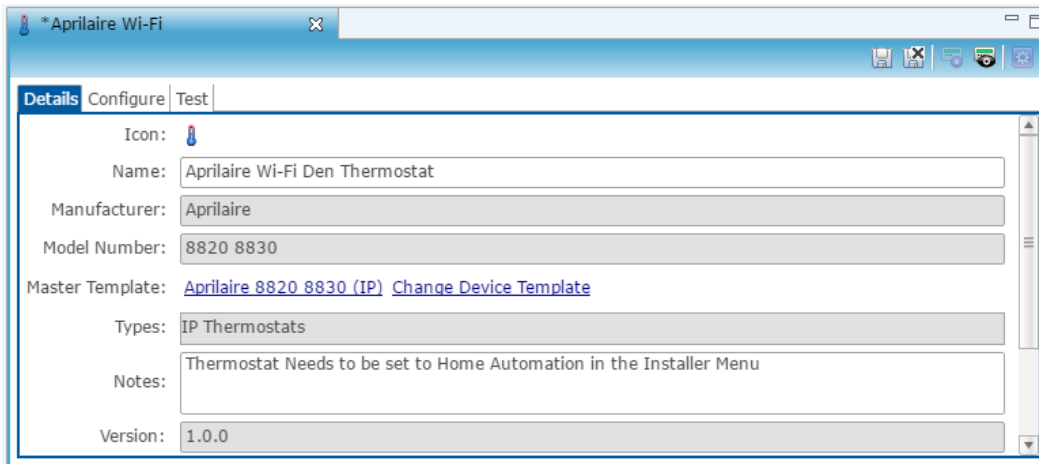 *Aprilaire Wi-Fi
Details Configure Test
Icon:
Name: Aprilaire Wi-Fi Den Thermostat
Manufacturer: Aprilaire
Model Number: 8820 8830
Master Template: Aprilaire 8820 8830 (IP) Change Device Template
Types: IP Thermostats
Notes: Thermostat Needs to be set to Home Automation in the Installer Menu
Version: 1.0.0